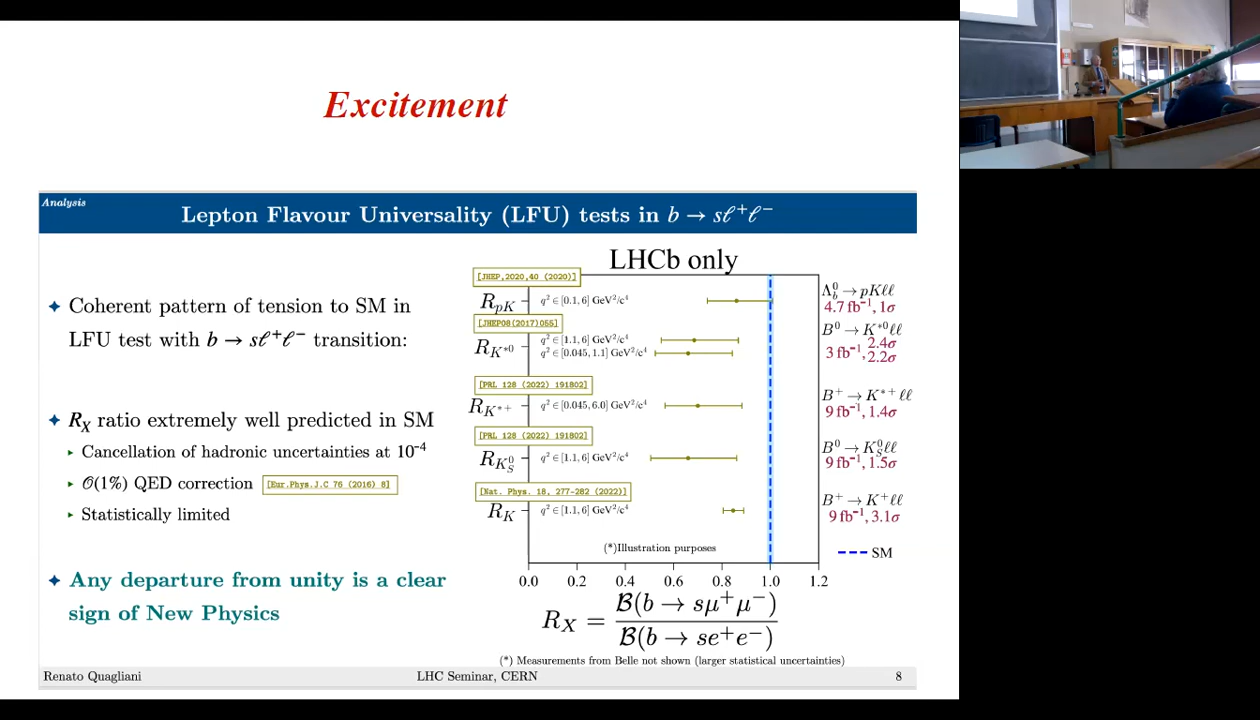 Excitement
Analysis
Lepton Flavour Universality (LFU) tests in b → sℓ⁺ℓ⁻
✦ Coherent pattern of tension to SM in
LFU test with b → sℓ⁺ℓ⁻ transition:
✦ R_X ratio extremely well predicted in SM
▸ Cancellation of hadronic uncertainties at 10⁻⁴
▸ 𝒪(1%) QED correction [Eur.Phys.J.C 76 (2016) 8]
▸ Statistically limited
✦ Any departure from unity is a clear
sign of New Physics
LHCb only
[JHEP,2020,40 (2020)]
R_pK q² ∈ [0.1, 6] GeV²/c⁴
Λ_b⁰ → pKℓℓ
4.7 fb⁻¹, 1σ
[JHEP08(2017)055]
R_K*⁰ q² ∈ [1.1, 6] GeV²/c⁴
q² ∈ [0.045, 1.1] GeV²/c⁴
B⁰ → K*⁰ℓℓ
3 fb⁻¹, 2.4σ
2.2σ
[PRL 128 (2022) 191802]
R_K*⁺ q² ∈ [0.045, 6.0] GeV²/c⁴
B⁺ → K*⁺ℓℓ
9 fb⁻¹, 1.4σ
[PRL 128 (2022) 191802]
R_K_S⁰ q² ∈ [1.1, 6] GeV²/c⁴
B⁰ → K_S⁰ℓℓ
9 fb⁻¹, 1.5σ
[Nat. Phys. 18, 277-282 (2022)]
R_K q² ∈ [1.1, 6] GeV²/c⁴
B⁺ → K⁺ℓℓ
9 fb⁻¹, 3.1σ
(*)Illustration purposes
SM
0.0 0.2 0.4 0.6 0.8 1.0 1.2
R_X = ℬ(b → sμ⁺μ⁻) / ℬ(b → se⁺e⁻)
(*) Measurements from Belle not shown (larger statistical uncertainties)
Renato Quagliani LHC Seminar, CERN 8